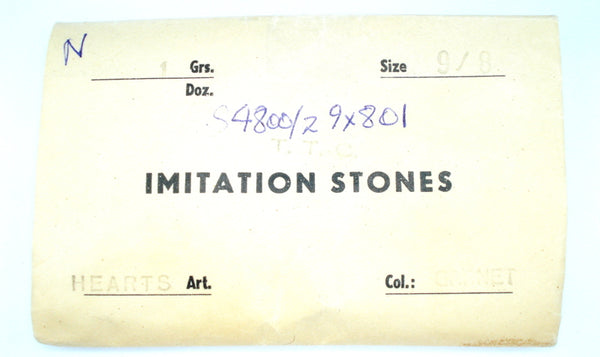 N
1 Grs. Size 9/8
Doz.
S4800/2 9x801
T.T.C.
IMITATION STONES
HEARTS Art. Col.: GARNET